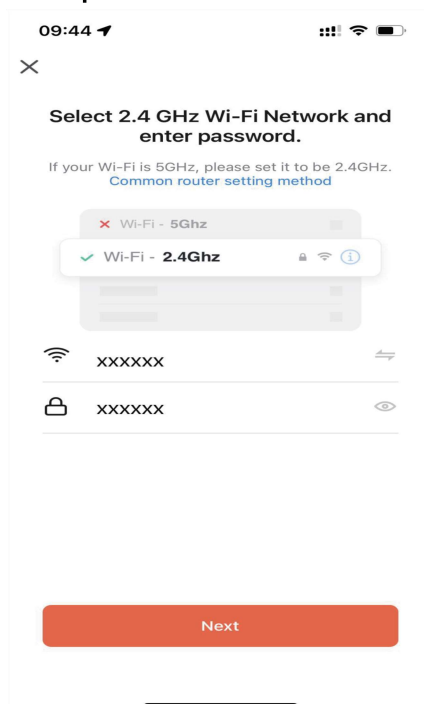 09:44
Select 2.4 GHz Wi-Fi Network and
enter password.
If your Wi-Fi is 5GHz, please set it to be 2.4GHz.
Common router setting method
Wi-Fi - 5Ghz
Wi-Fi - 2.4Ghz
xxxxxx
xxxxxx
Next